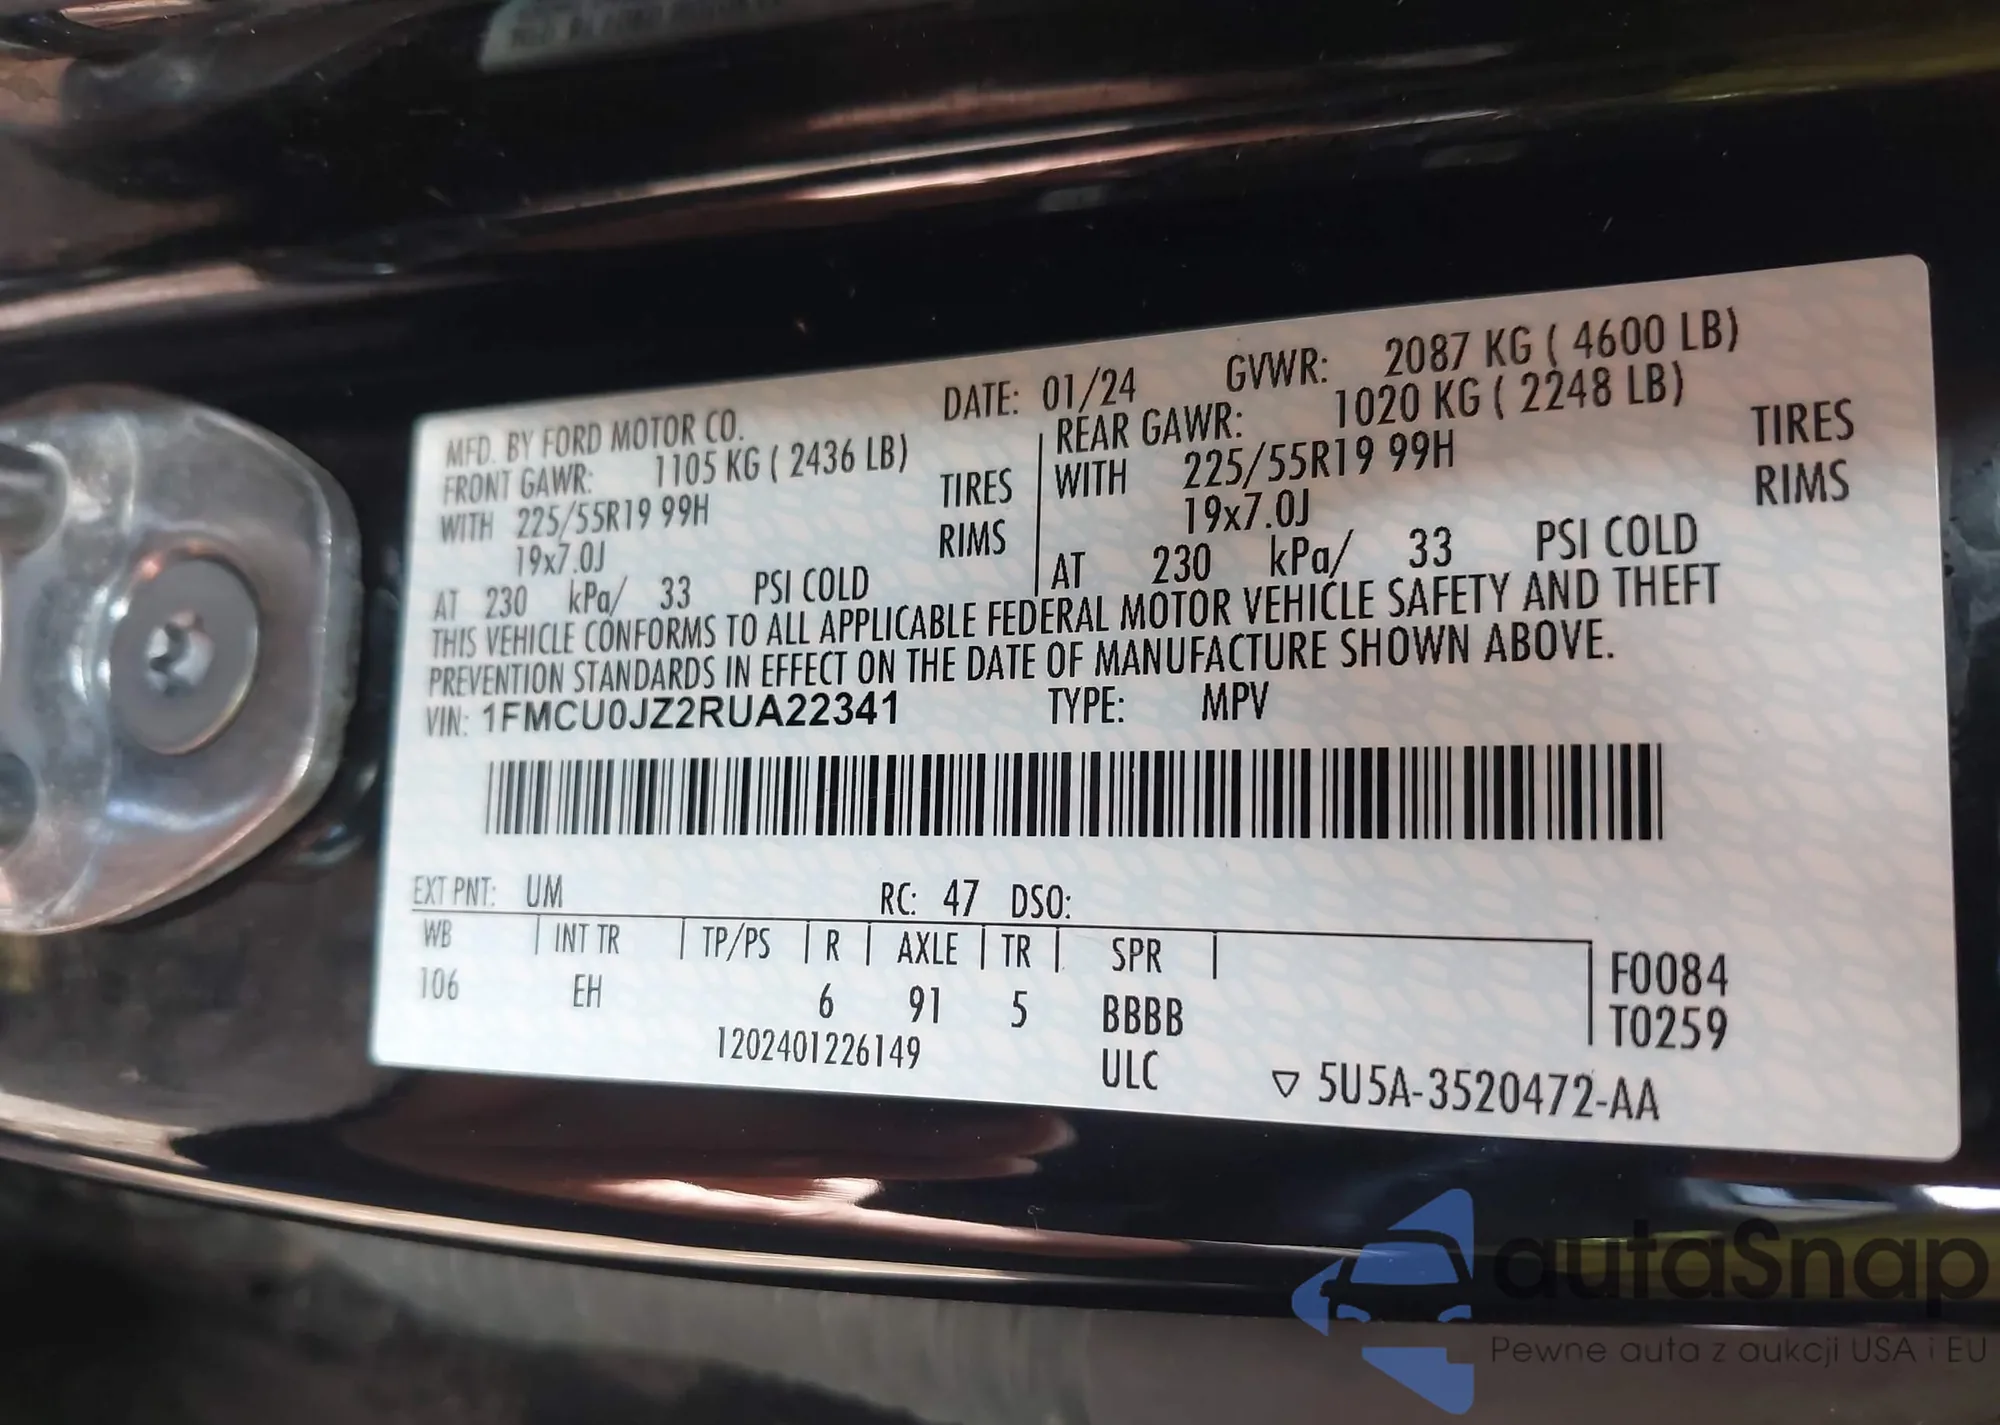 MFD. BY FORD MOTOR CO. DATE: 01/24 GVWR: 2087 KG ( 4600 LB)
FRONT GAWR: 1105 KG ( 2436 LB) REAR GAWR: 1020 KG ( 2248 LB)
WITH 225/55R19 99H TIRES WITH 225/55R19 99H TIRES
19x7.0J RIMS 19x7.0J RIMS
AT 230 kPa/ 33 PSI COLD AT 230 kPa/ 33 PSI COLD
THIS VEHICLE CONFORMS TO ALL APPLICABLE FEDERAL MOTOR VEHICLE SAFETY AND THEFT
PREVENTION STANDARDS IN EFFECT ON THE DATE OF MANUFACTURE SHOWN ABOVE.
VIN: 1FMCU0JZ2RUA22341 TYPE: MPV
EXT PNT: UM RC: 47 DSO:
WB INT TR TP/PS R AXLE TR SPR
106 EH 6 91 5 BBBB
F0084
T0259
1202401226149 ULC
▽ 5U5A-3520472-AA
autaSnap
Pewne auta z aukcji USA i EU